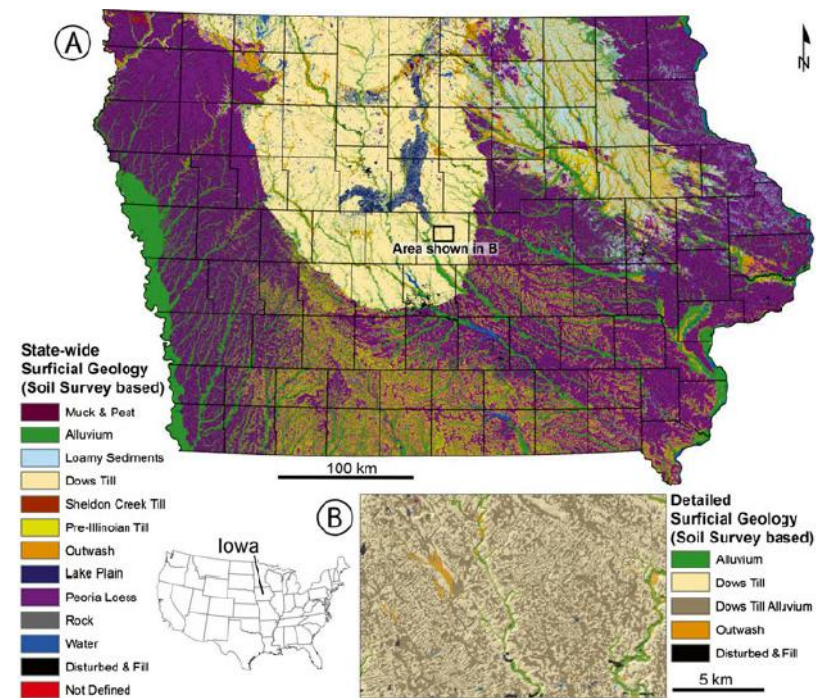 A
N
Area shown in B
100 km
State-wide
Surficial Geology
(Soil Survey based)
Muck & Peat
Alluvium
Loamy Sediments
Dows Till
Sheldon Creek Till
Pre-Illinoian Till
Outwash
Lake Plain
Peoria Loess
Rock
Water
Disturbed & Fill
Not Defined
Iowa
B
Detailed
Surficial Geology
(Soil Survey based)
Alluvium
Dows Till
Dows Till Alluvium
Outwash
Disturbed & Fill
5 km